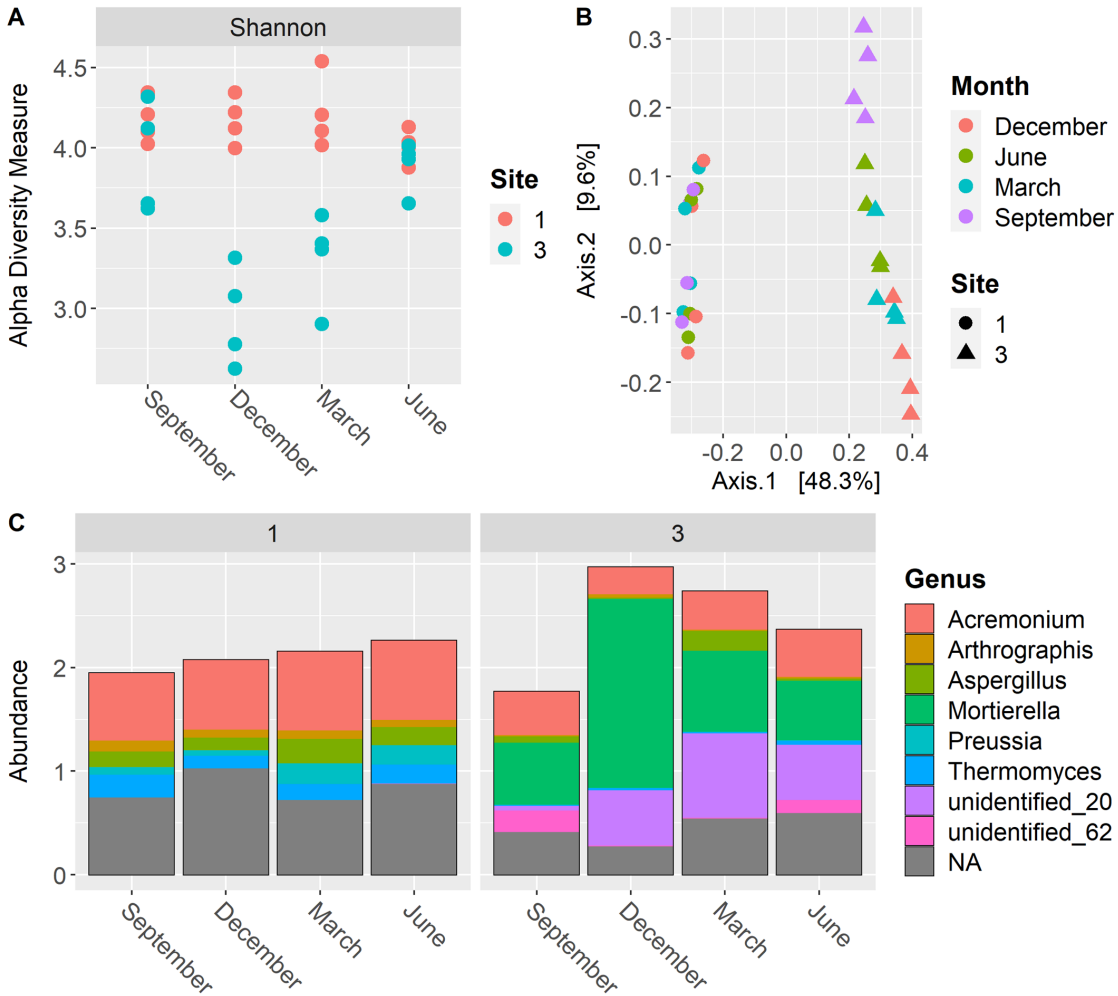 A
Shannon
Alpha Diversity Measure
4.5
4.0
3.5
3.0
September
December
March
June
Site
1
3
B
Axis.2 [9.6%]
0.3
0.2
0.1
0.0
-0.1
-0.2
-0.2
0.0
0.2
0.4
Axis.1 [48.3%]
Month
December
June
March
September
Site
1
3
C
1
3
Abundance
3
2
1
0
September
December
March
June
September
December
March
June
Genus
Acremonium
Arthrographis
Aspergillus
Mortierella
Preussia
Thermomyces
unidentified_20
unidentified_62
NA